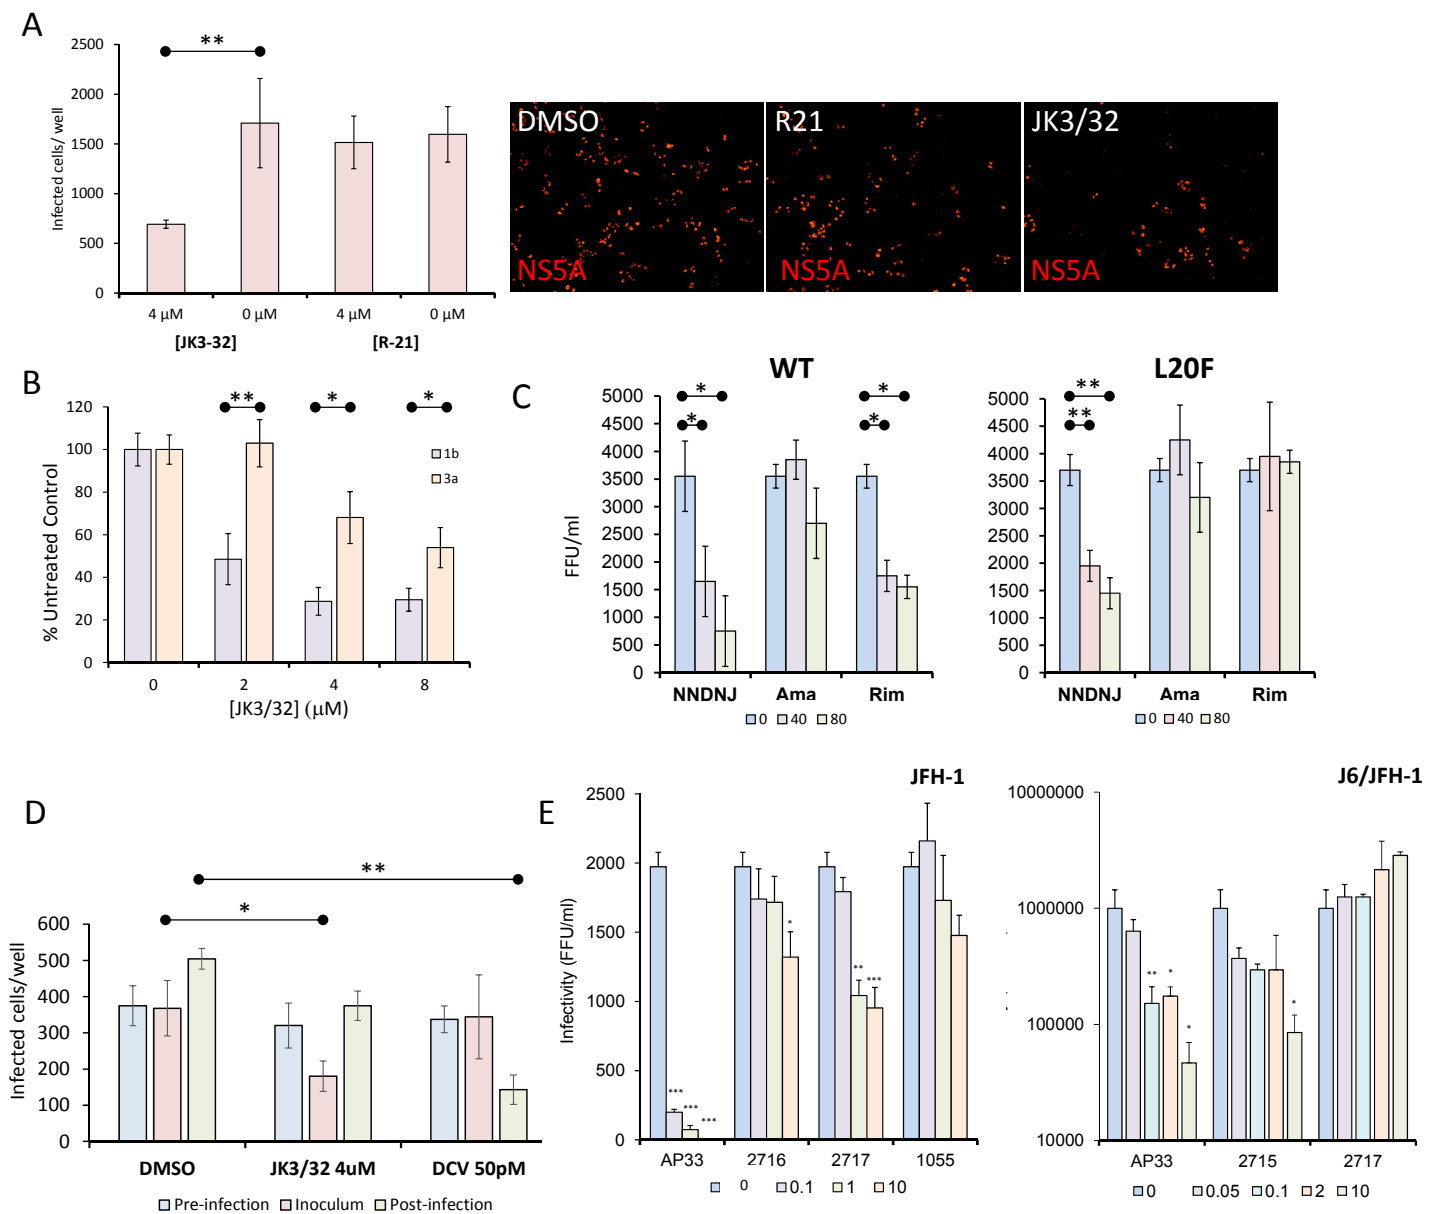 A
**
2500
2000
1500
1000
500
0
Infected cells/ well
4 µM
0 µM
4 µM
0 µM
[JK3-32]
[R-21]
DMSO
NS5A
R21
NS5A
JK3/32
NS5A
B
120
100
80
60
40
20
0
% Untreated Control
**
*
*
1b
3a
0
2
4
8
[JK3/32] (µM)
C
WT
5000
4500
4000
3500
3000
2500
2000
1500
1000
500
0
FFU/ml
*
*
*
*
NNDNJ
Ama
Rim
0
40
80
L20F
5000
4500
4000
3500
3000
2500
2000
1500
1000
500
0
**
**
NNDNJ
Ama
Rim
0
40
80
D
**
*
600
500
400
300
200
100
0
Infected cells/well
DMSO
JK3/32 4uM
DCV 50pM
Pre-infection
Inoculum
Post-infection
E
JFH-1
2500
2000
1500
1000
500
0
Infectivity (FFU/ml)
***
***
***
*
**
***
AP33
2716
2717
1055
0
0.1
1
10
J6/JFH-1
10000000
1000000
100000
10000
**
*
*
*
AP33
2715
2717
0
0.05
0.1
2
10